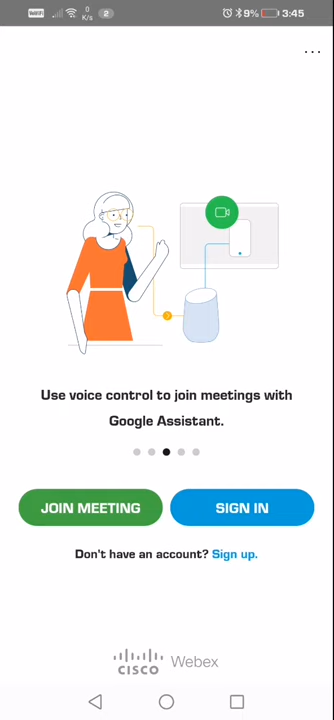 VoWiFi 0 K/s 2 9% 3:45
...
Use voice control to join meetings with
Google Assistant.
JOIN MEETING SIGN IN
Don't have an account? Sign up.
CISCO Webex